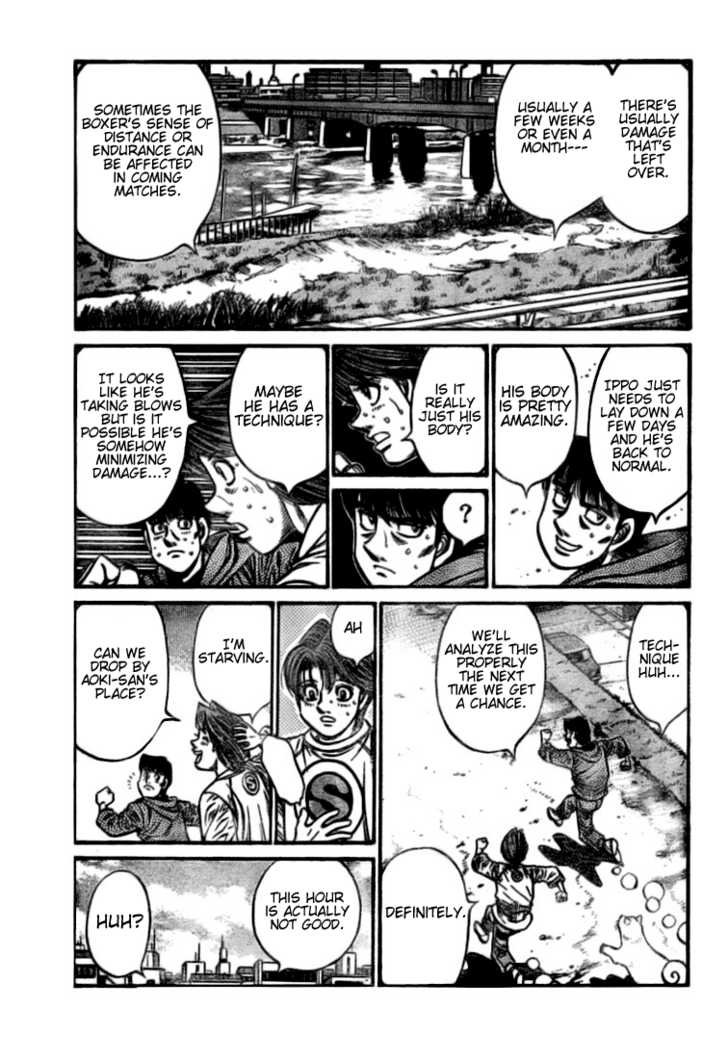 THERE'S
USUALLY
DAMAGE
THAT'S
LEFT
OVER.
USUALLY A
FEW WEEKS
OR EVEN A
MONTH---
SOMETIMES THE
BOXER'S SENSE OF
DISTANCE OR
ENDURANCE CAN
BE AFFECTED
IN COMING
MATCHES.
IPPO JUST
NEEDS TO
LAY DOWN A
FEW DAYS
AND HE'S
BACK TO
NORMAL.
HIS BODY
IS PRETTY
AMAZING.
IS IT
REALLY
JUST HIS
BODY?
?
MAYBE
HE HAS A
TECHNIQUE?
IT LOOKS
LIKE HE'S
TAKING BLOWS
BUT IS IT
POSSIBLE HE'S
SOMEHOW
MINIMIZING
DAMAGE...?
TECH-
NIQUE
HUH...
WE'LL
ANALYZE THIS
PROPERLY
THE NEXT
TIME WE GET
A CHANCE.
DEFINITELY.
AH
S
I'M
STARVING.
CAN WE
DROP BY
AOKI-SAN'S
PLACE?
THIS HOUR
IS ACTUALLY
NOT GOOD.
HUH?